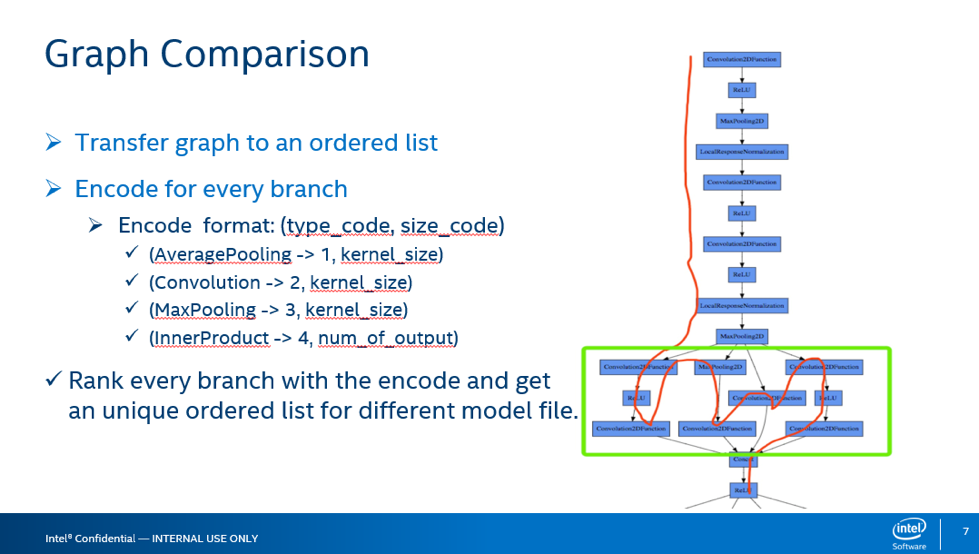 Graph Comparison
Transfer graph to an ordered list
Encode for every branch
Encode format: (type_code, size_code)
(AveragePooling -> 1, kernel_size)
(Convolution -> 2, kernel_size)
(MaxPooling -> 3, kernel_size)
(InnerProduct -> 4, num_of_output)
Rank every branch with the encode and get
an unique ordered list for different model file.
Convolution2DFunction
ReLU
MaxPooling2D
LocalResponseNormalization
Convolution2DFunction
ReLU
Convolution2DFunction
ReLU
LocalResponseNormalization
MaxPooling2D
Convolution2DFunction MaxPooling2D Convolution2DFunction
ReLU Convolution2DFunction ReLU
Convolution2DFunction Convolution2DFunction Convolution2DFunction
Concat
ReLU
Intel® Confidential — INTERNAL USE ONLY
intel
Software
7